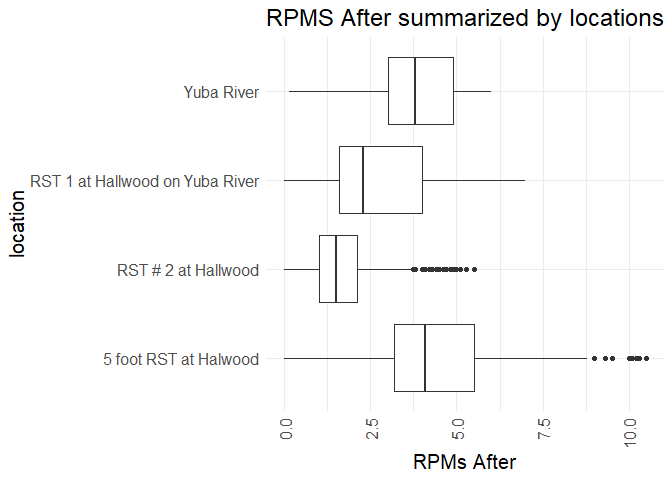 RPMS After summarized by locations
location
Yuba River
RST 1 at Hallwood on Yuba River
RST # 2 at Hallwood
5 foot RST at Halwood
0.0
2.5
5.0
7.5
10.0
RPMs After